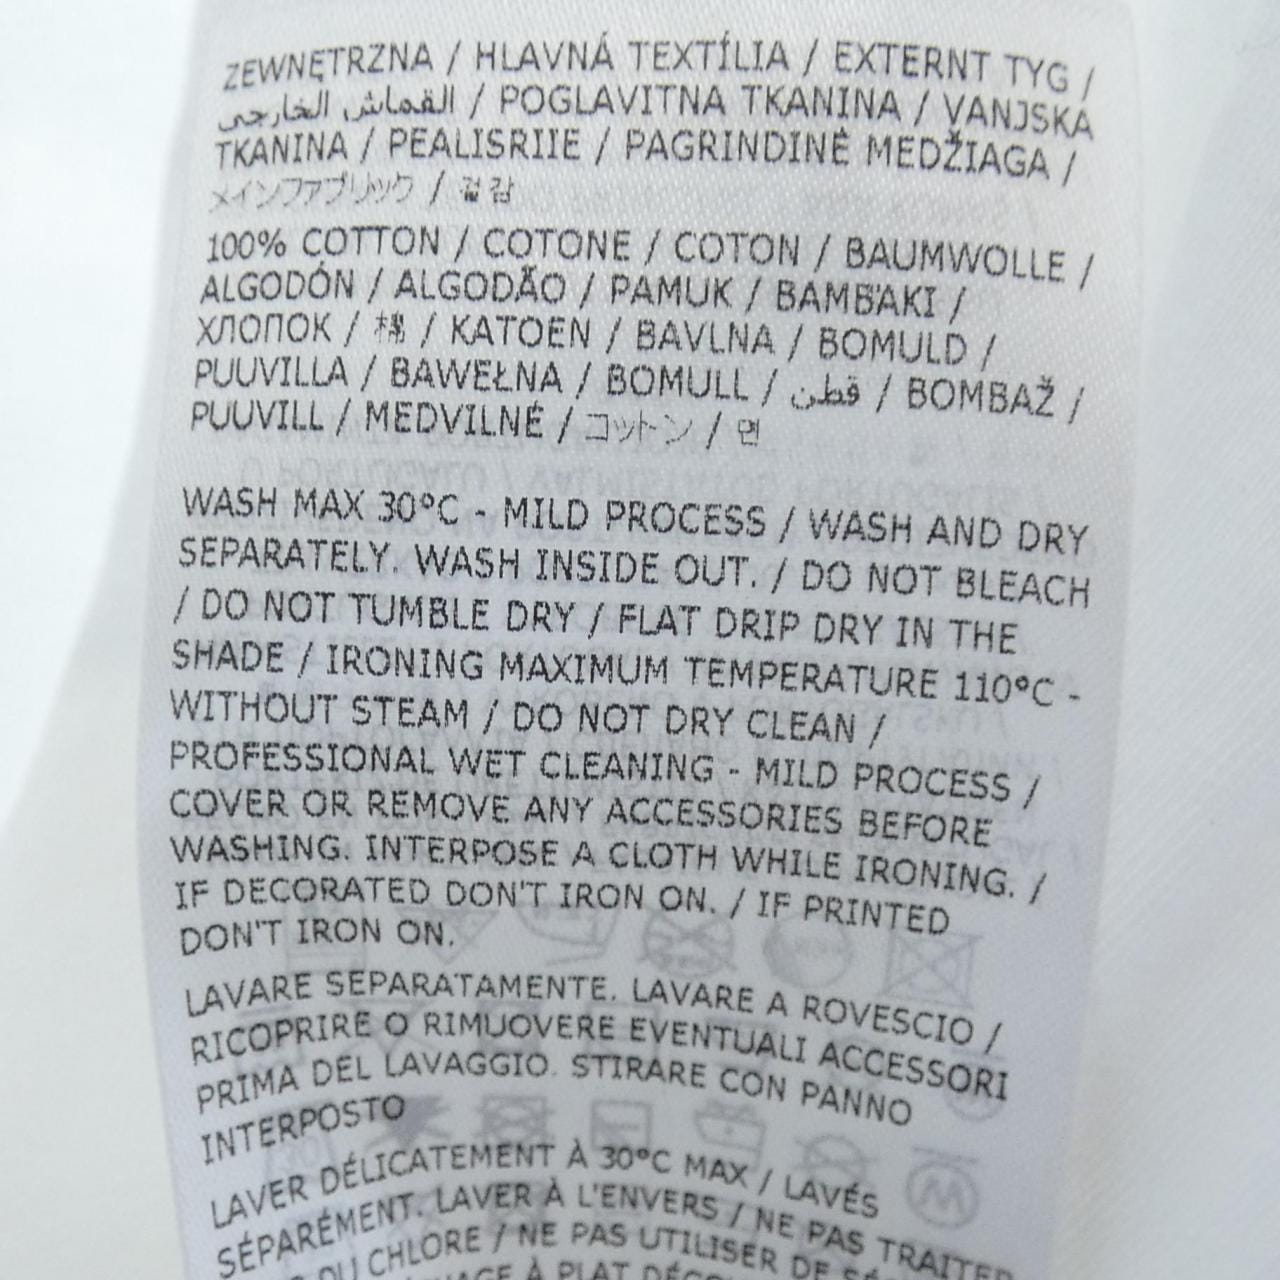 ZEWNĘTRZNA / HLAVNÁ TEXTÍLIA / EXTERNT TYG /
القماش الخارجي / POGLAVITNA TKANINA / VANJSKA
TKANINA / PEALISRIIE / PAGRINDINĖ MEDŽIAGA /
メインファブリック / 겉감
100% COTTON / COTONE / COTON / BAUMWOLLE /
ALGODÓN / ALGODÃO / PAMUK / BAMBAKI /
ХЛОПОК / 棉 / KATOEN / BAVLNA / BOMULD /
PUUVILLA / BAWEŁNA / BOMULL / قطن / BOMBAŽ /
PUUVILL / MEDVILNĖ / コットン / 면
WASH MAX 30°C - MILD PROCESS / WASH AND DRY
SEPARATELY. WASH INSIDE OUT. / DO NOT BLEACH
/ DO NOT TUMBLE DRY / FLAT DRIP DRY IN THE
SHADE / IRONING MAXIMUM TEMPERATURE 110°C -
WITHOUT STEAM / DO NOT DRY CLEAN /
PROFESSIONAL WET CLEANING - MILD PROCESS /
COVER OR REMOVE ANY ACCESSORIES BEFORE
WASHING. INTERPOSE A CLOTH WHILE IRONING. /
IF DECORATED DON'T IRON ON. / IF PRINTED
DON'T IRON ON.
LAVARE SEPARATAMENTE. LAVARE A ROVESCIO /
RICOPRIRE O RIMUOVERE EVENTUALI ACCESSORI
PRIMA DEL LAVAGGIO. STIRARE CON PANNO
INTERPOSTO
LAVER DÉLICATEMENT À 30°C MAX / LAVÉS
SÉPARÉMENT. LAVER À L'ENVERS / NE PAS TRAITER
DU CHLORE / NE PAS UTILISER DE
À PLAT